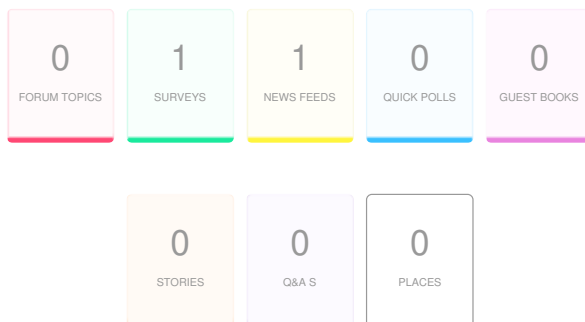 0 1 1 0 0
FORUM TOPICS SURVEYS NEWS FEEDS QUICK POLLS GUEST BOOKS
0 0 0
STORIES Q&A S PLACES